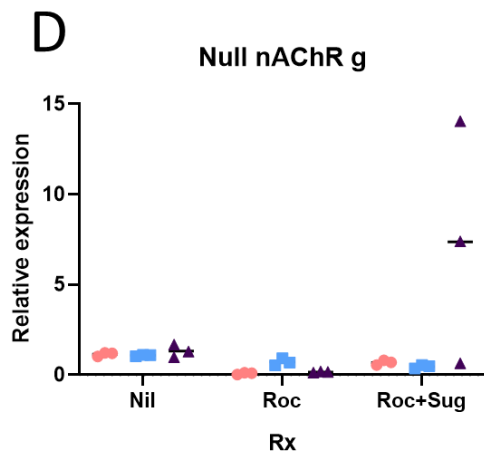 D
Null nAChR g
15
10
5
0
Relative expression
Nil Roc Roc+Sug
Rx